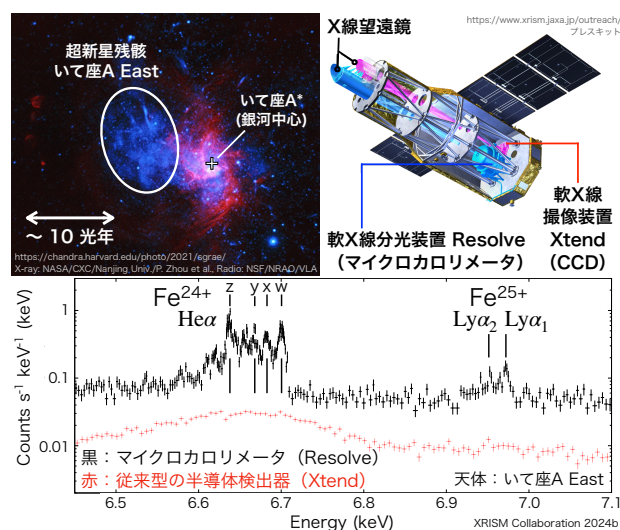 超新星残骸
いて座A East
いて座A*
(銀河中心)
〜 10 光年
https://chandra.harvard.edu/photo/2021/sgrae/
X-ray: NASA/CXC/Nanjing Univ./P. Zhou et al., Radio: NSF/NRAO/VLA
https://www.xrism.jaxa.jp/outreach/
プレスキット
X線望遠鏡
軟X線分光装置 Resolve
(マイクロカロリメータ)
軟X線
撮像装置
Xtend
(CCD)
Fe24+
Heα
z y x w
Fe25+
Lyα2 Lyα1
Counts s-1 keV-1 (keV)
1
0.1
0.01
黒：マイクロカロリメータ（Resolve）
赤：従来型の半導体検出器（Xtend）
天体：いて座A East
6.5 6.6 6.7 6.8 6.9 7.0 7.1
Energy (keV)
XRISM Collaboration 2024b